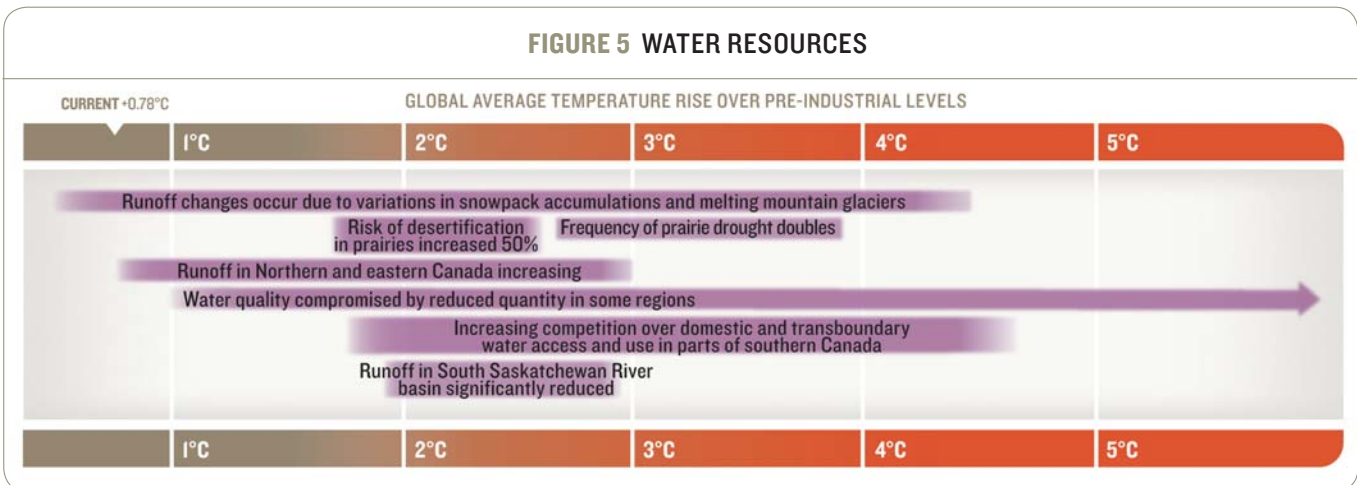 FIGURE 5 WATER RESOURCES
CURRENT +0.78°C
GLOBAL AVERAGE TEMPERATURE RISE OVER PRE-INDUSTRIAL LEVELS
1°C 2°C 3°C 4°C 5°C
Runoff changes occur due to variations in snowpack accumulations and melting mountain glaciers
Risk of desertification
in prairies increased 50%
Frequency of prairie drought doubles
Runoff in Northern and eastern Canada increasing
Water quality compromised by reduced quantity in some regions
Increasing competition over domestic and transboundary
water access and use in parts of southern Canada
Runoff in South Saskatchewan River
basin significantly reduced
1°C 2°C 3°C 4°C 5°C